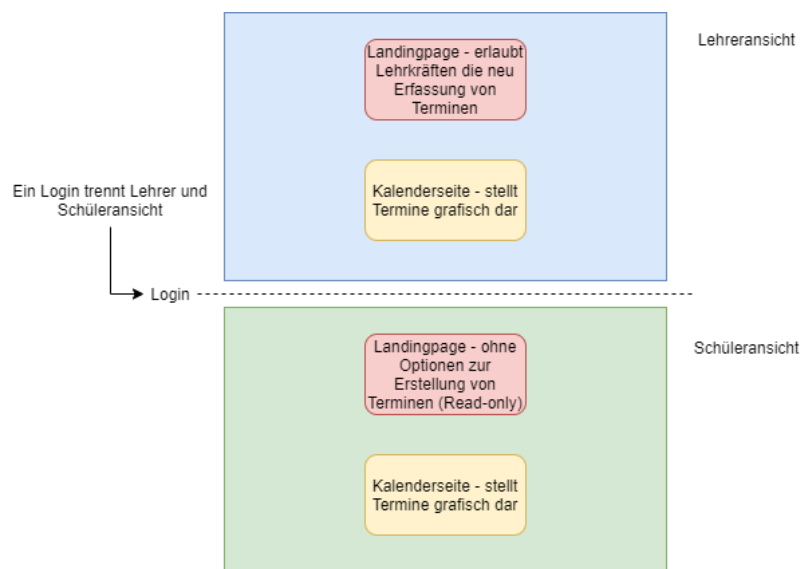 Lehreransicht
Landingpage - erlaubt
Lehrkräften die neu
Erfassung von
Terminen
Kalenderseite - stellt
Termine grafisch dar
Ein Login trennt Lehrer und
Schüleransicht
Login
Schüleransicht
Landingpage - ohne
Optionen zur
Erstellung von
Terminen (Read-only)
Kalenderseite - stellt
Termine grafisch dar